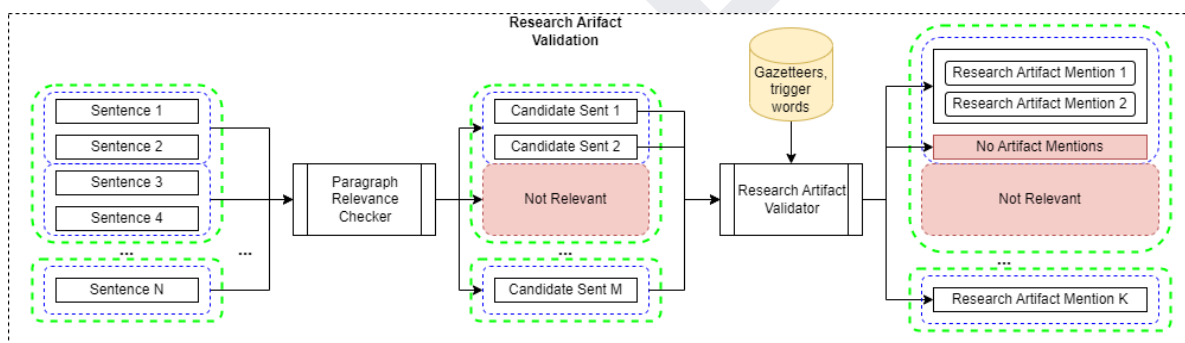 Research Arifact
Validation
Sentence 1
Sentence 2
Sentence 3
Sentence 4
...
Sentence N
...
Paragraph
Relevance
Checker
Candidate Sent 1
Candidate Sent 2
Not Relevant
...
Candidate Sent M
Gazetteers,
trigger
words
Research Artifact
Validator
Research Artifact Mention 1
Research Artifact Mention 2
No Artifact Mentions
Not Relevant
...
Research Artifact Mention K